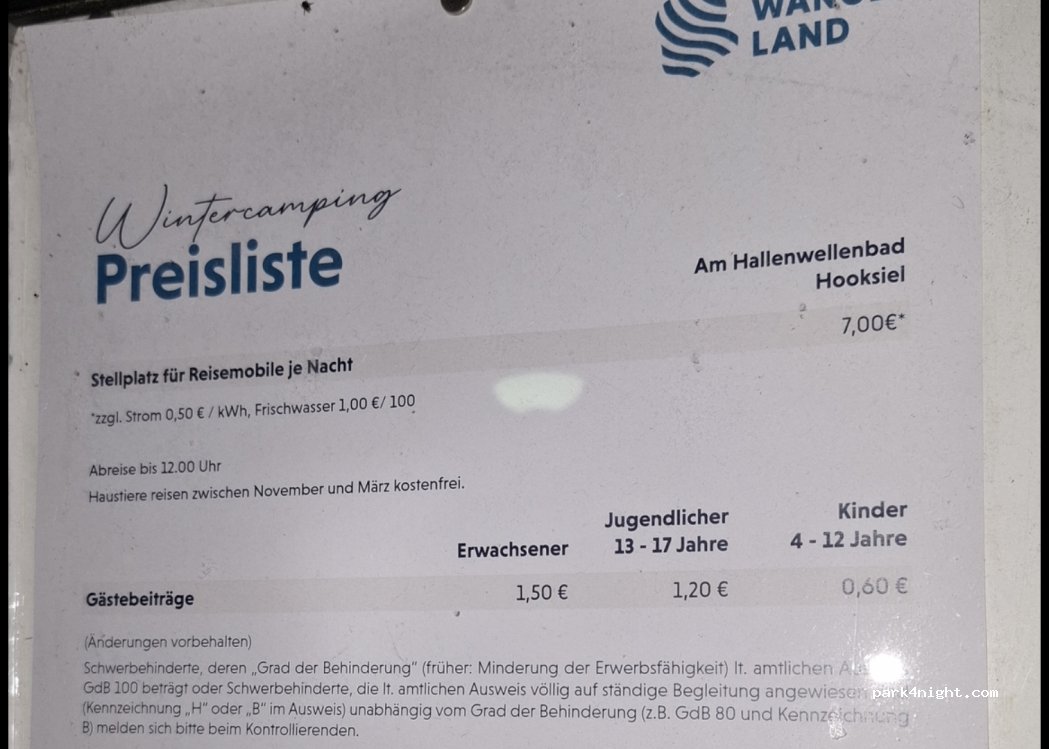 LAND
Wintercamping
Preisliste
Am Hallenwellenbad
Hooksiel
7,00€*
Stellplatz für Reisemobile je Nacht
*zzgl. Strom 0,50 € / kWh, Frischwasser 1,00 €/ 100
Abreise bis 12.00 Uhr
Haustiere reisen zwischen November und März kostenfrei.
Erwachsener Jugendlicher 13 - 17 Jahre Kinder 4 - 12 Jahre
Gästebeiträge 1,50 € 1,20 € 0,60 €
(Änderungen vorbehalten)
Schwerbehinderte, deren „Grad der Behinderung“ (früher: Minderung der Erwerbsfähigkeit) lt. amtlichen
GdB 100 beträgt oder Schwerbehinderte, die lt. amtlichen Ausweis völlig auf ständige Begleitung angewiesen
(Kennzeichnung „H“ oder „B“ im Ausweis) unabhängig vom Grad der Behinderung (z.B. GdB 80 und Kennzeichnung
B) melden sich bitte beim Kontrollierenden.
park4night.com